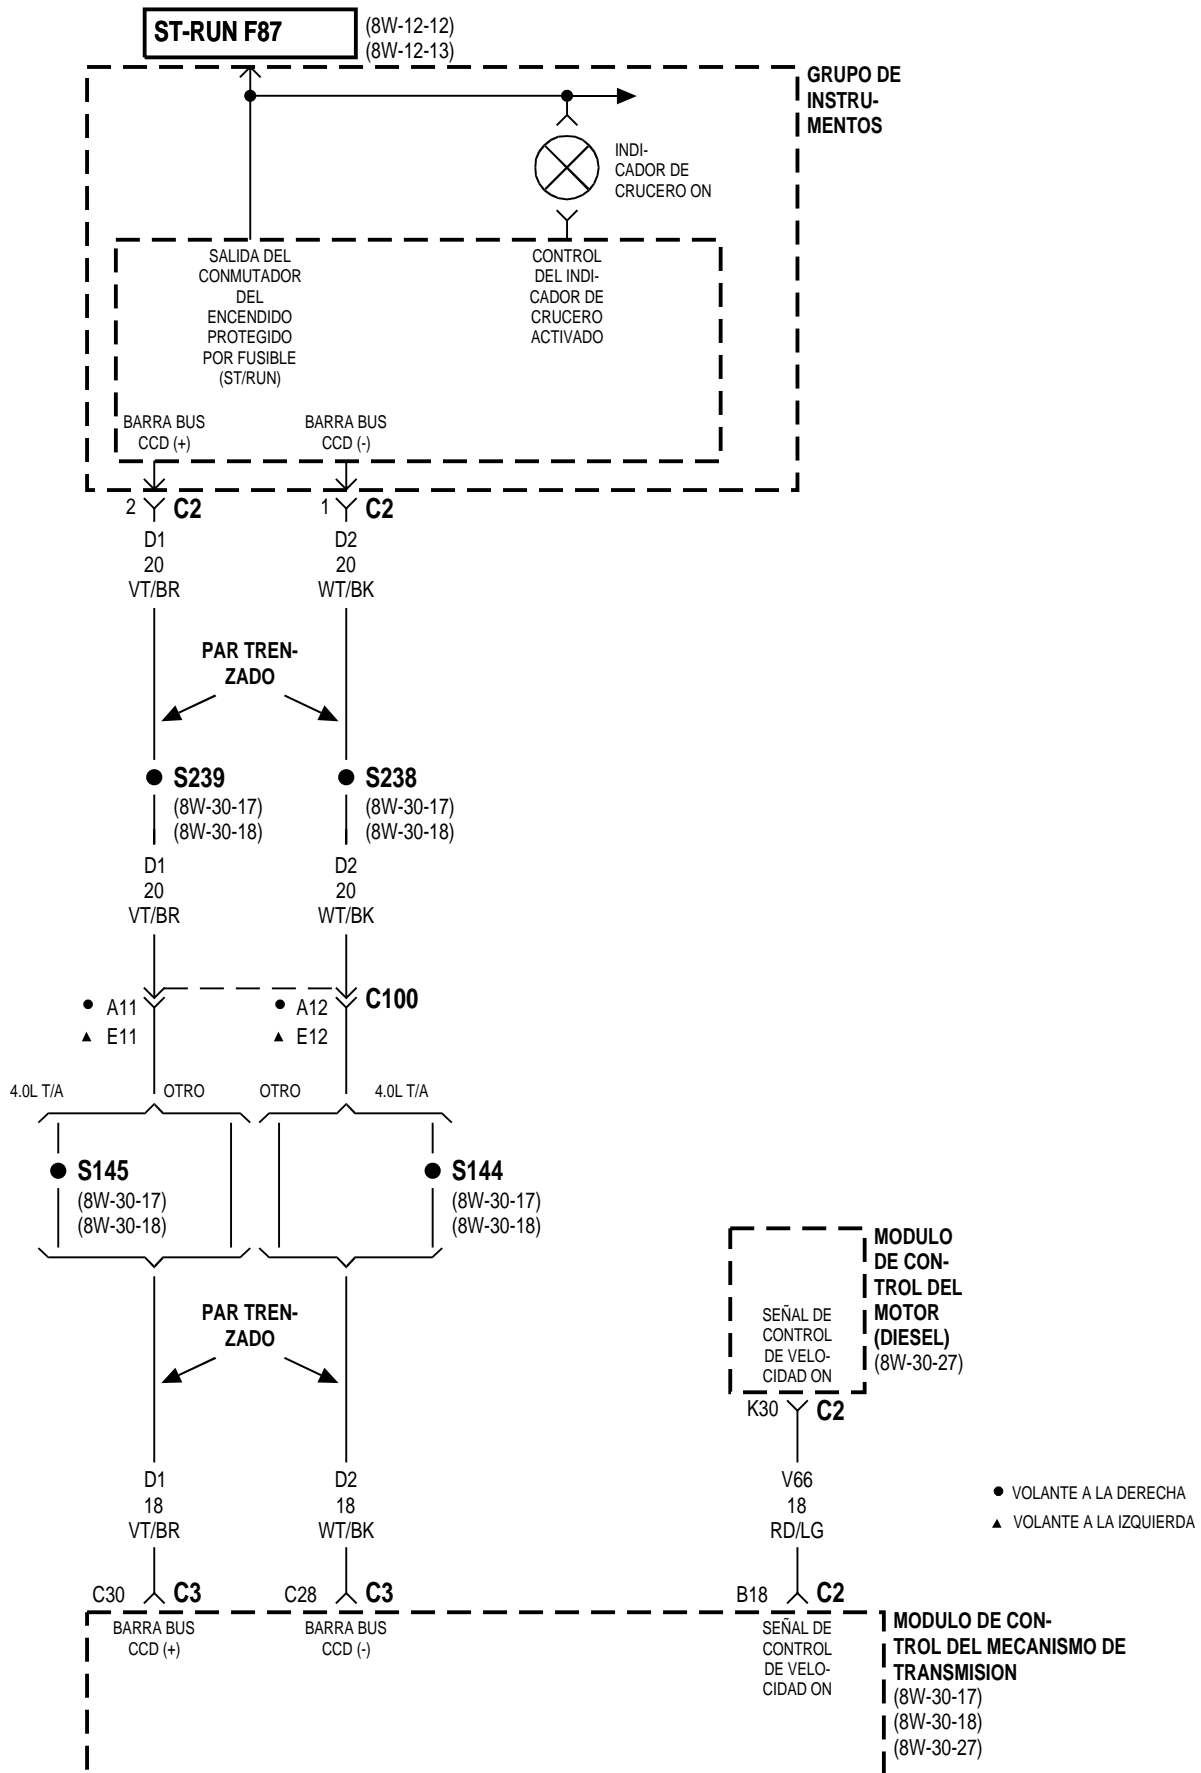 ST-RUN F87
(8W-12-12)
(8W-12-13)
GRUPO DE
INSTRU-
MENTOS
INDI-
CADOR DE
CRUCERO ON
SALIDA DEL
CONMUTADOR
DEL
ENCENDIDO
PROTEGIDO
POR FUSIBLE
(ST/RUN)
CONTROL
DEL INDI-
CADOR DE
CRUCERO
ACTIVADO
BARRA BUS
CCD (+)
BARRA BUS
CCD (-)
2 C2
1 C2
D1
20
VT/BR
D2
20
WT/BK
PAR TREN-
ZADO
S239
(8W-30-17)
(8W-30-18)
S238
(8W-30-17)
(8W-30-18)
D1
20
VT/BR
D2
20
WT/BK
● A11
▲ E11
● A12
▲ E12
C100
4.0L T/A
OTRO
OTRO
4.0L T/A
S145
(8W-30-17)
(8W-30-18)
S144
(8W-30-17)
(8W-30-18)
MODULO
DE CON-
TROL DEL
MOTOR
(DIESEL)
(8W-30-27)
SEÑAL DE
CONTROL
DE VELO-
CIDAD ON
PAR TREN-
ZADO
K30 C2
D1
18
VT/BR
D2
18
WT/BK
V66
18
RD/LG
● VOLANTE A LA DERECHA
▲ VOLANTE A LA IZQUIERDA
C30 C3
C28 C3
B18 C2
BARRA BUS
CCD (+)
BARRA BUS
CCD (-)
SEÑAL DE
CONTROL
DE VELO-
CIDAD ON
MODULO DE CON-
TROL DEL MECANISMO DE
TRANSMISION
(8W-30-17)
(8W-30-18)
(8W-30-27)